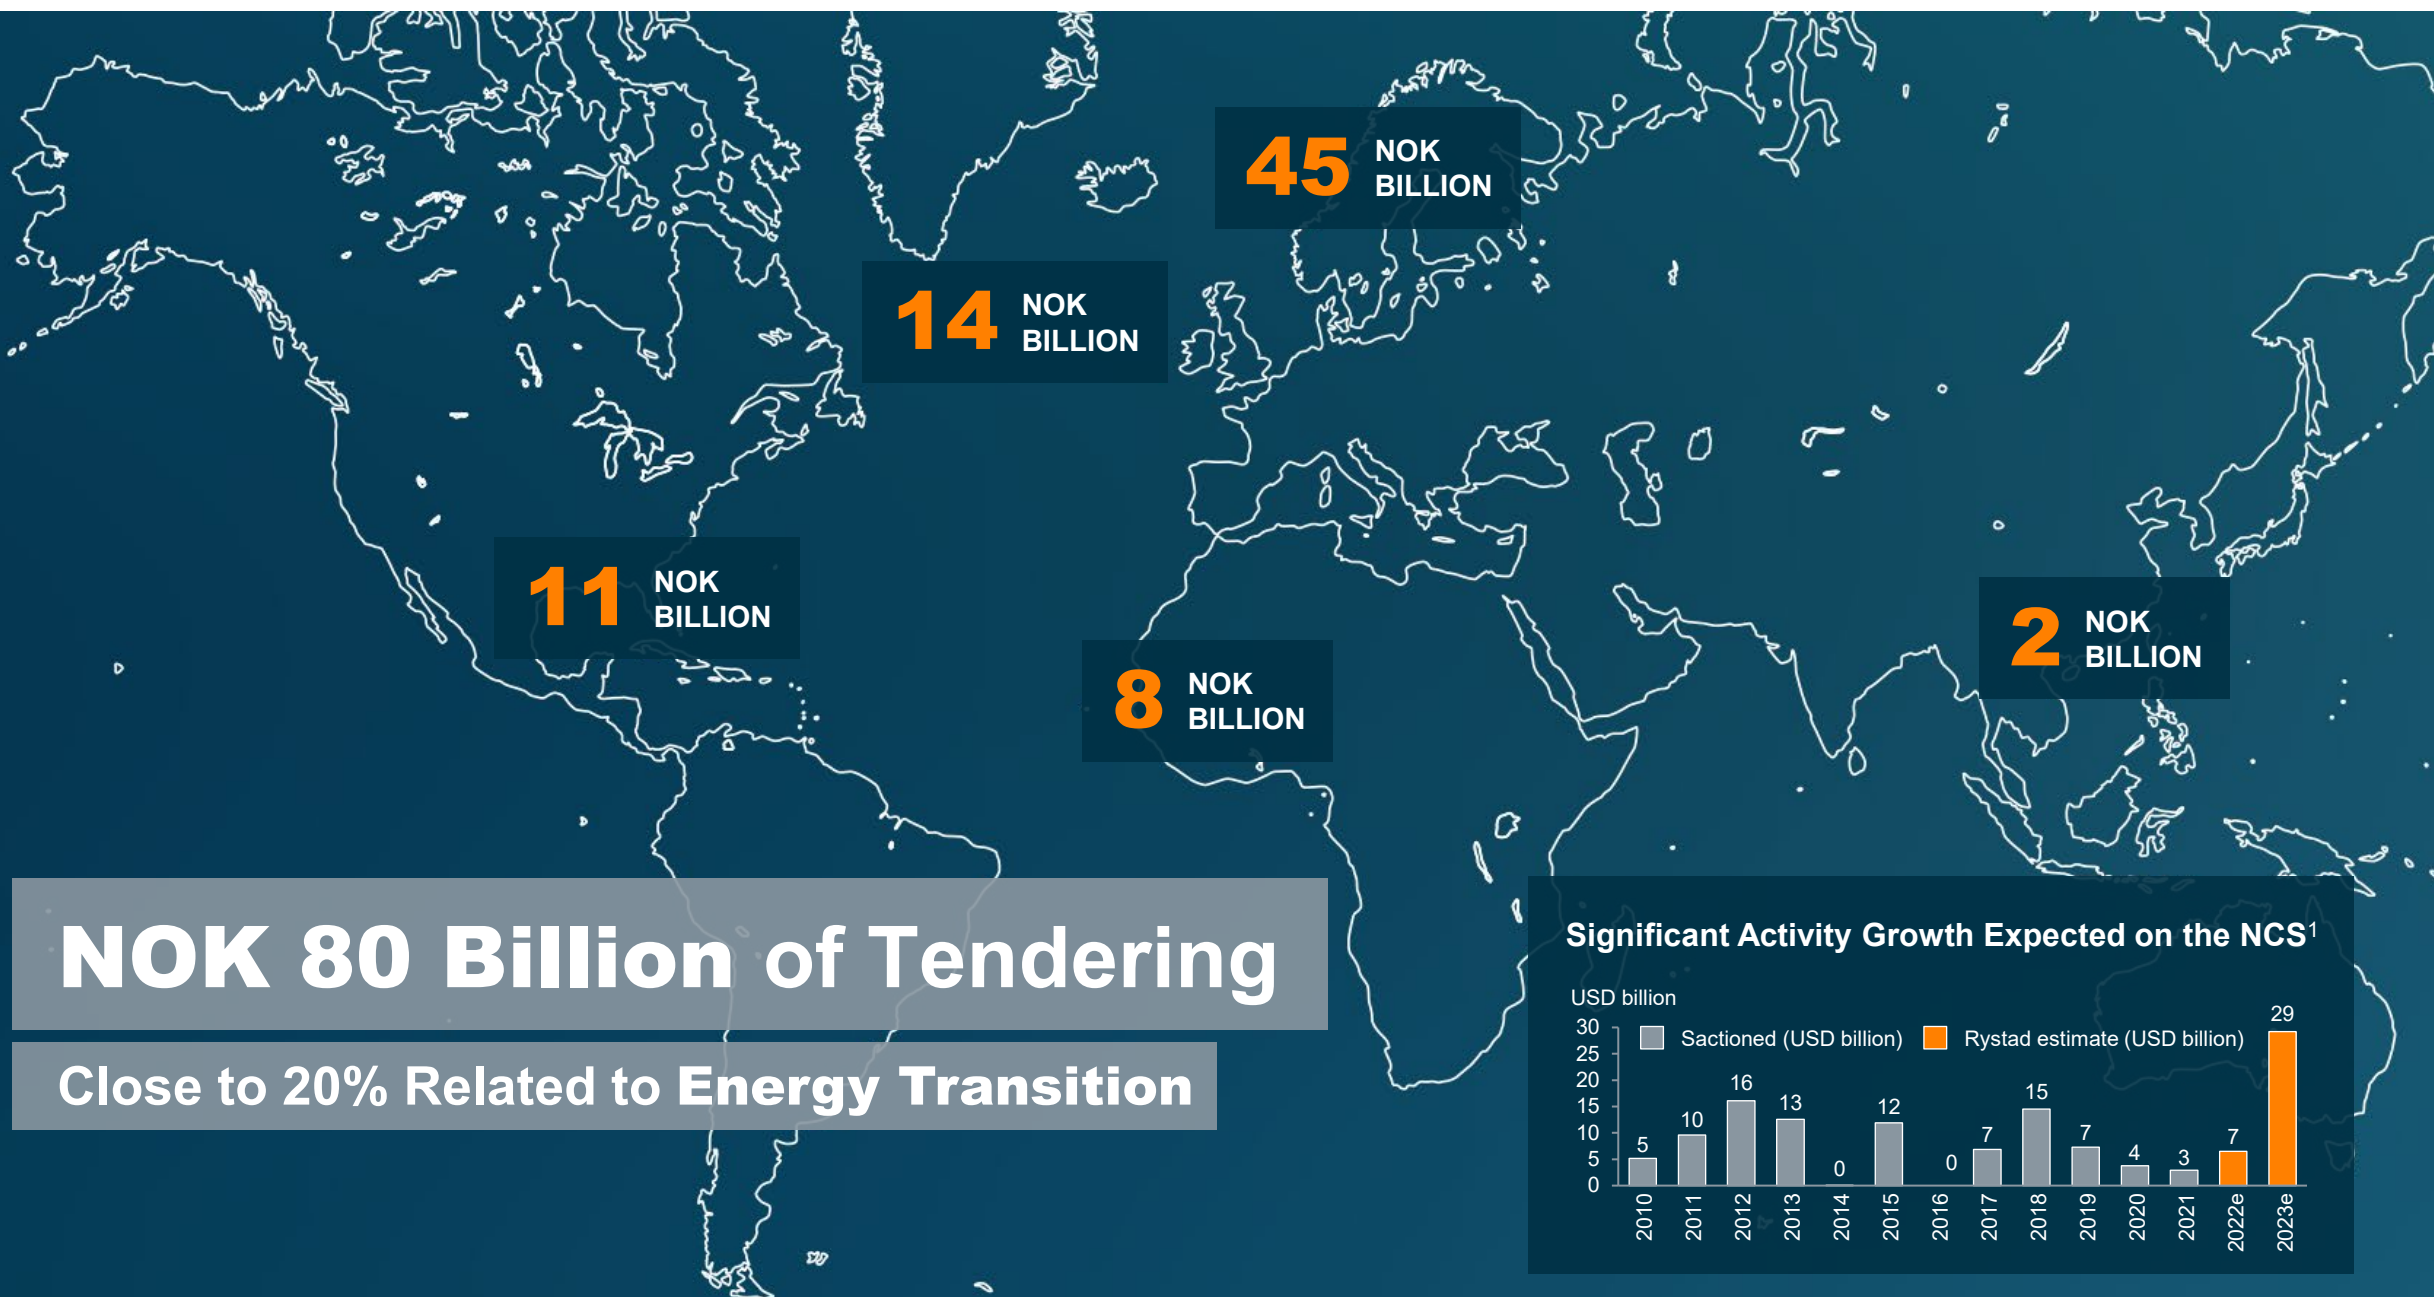 45 NOK
BILLION
14 NOK
BILLION
11 NOK
BILLION
8 NOK
BILLION
2 NOK
BILLION
NOK 80 Billion of Tendering
Close to 20% Related to Energy Transition
Significant Activity Growth Expected on the NCS¹
USD billion
Sactioned (USD billion) Rystad estimate (USD billion)
30
25
20
15
10
5
0
5 10 16 13 0 12 0 7 15 7 4 3 7 29
2010 2011 2012 2013 2014 2015 2016 2017 2018 2019 2020 2021 2022e 2023e